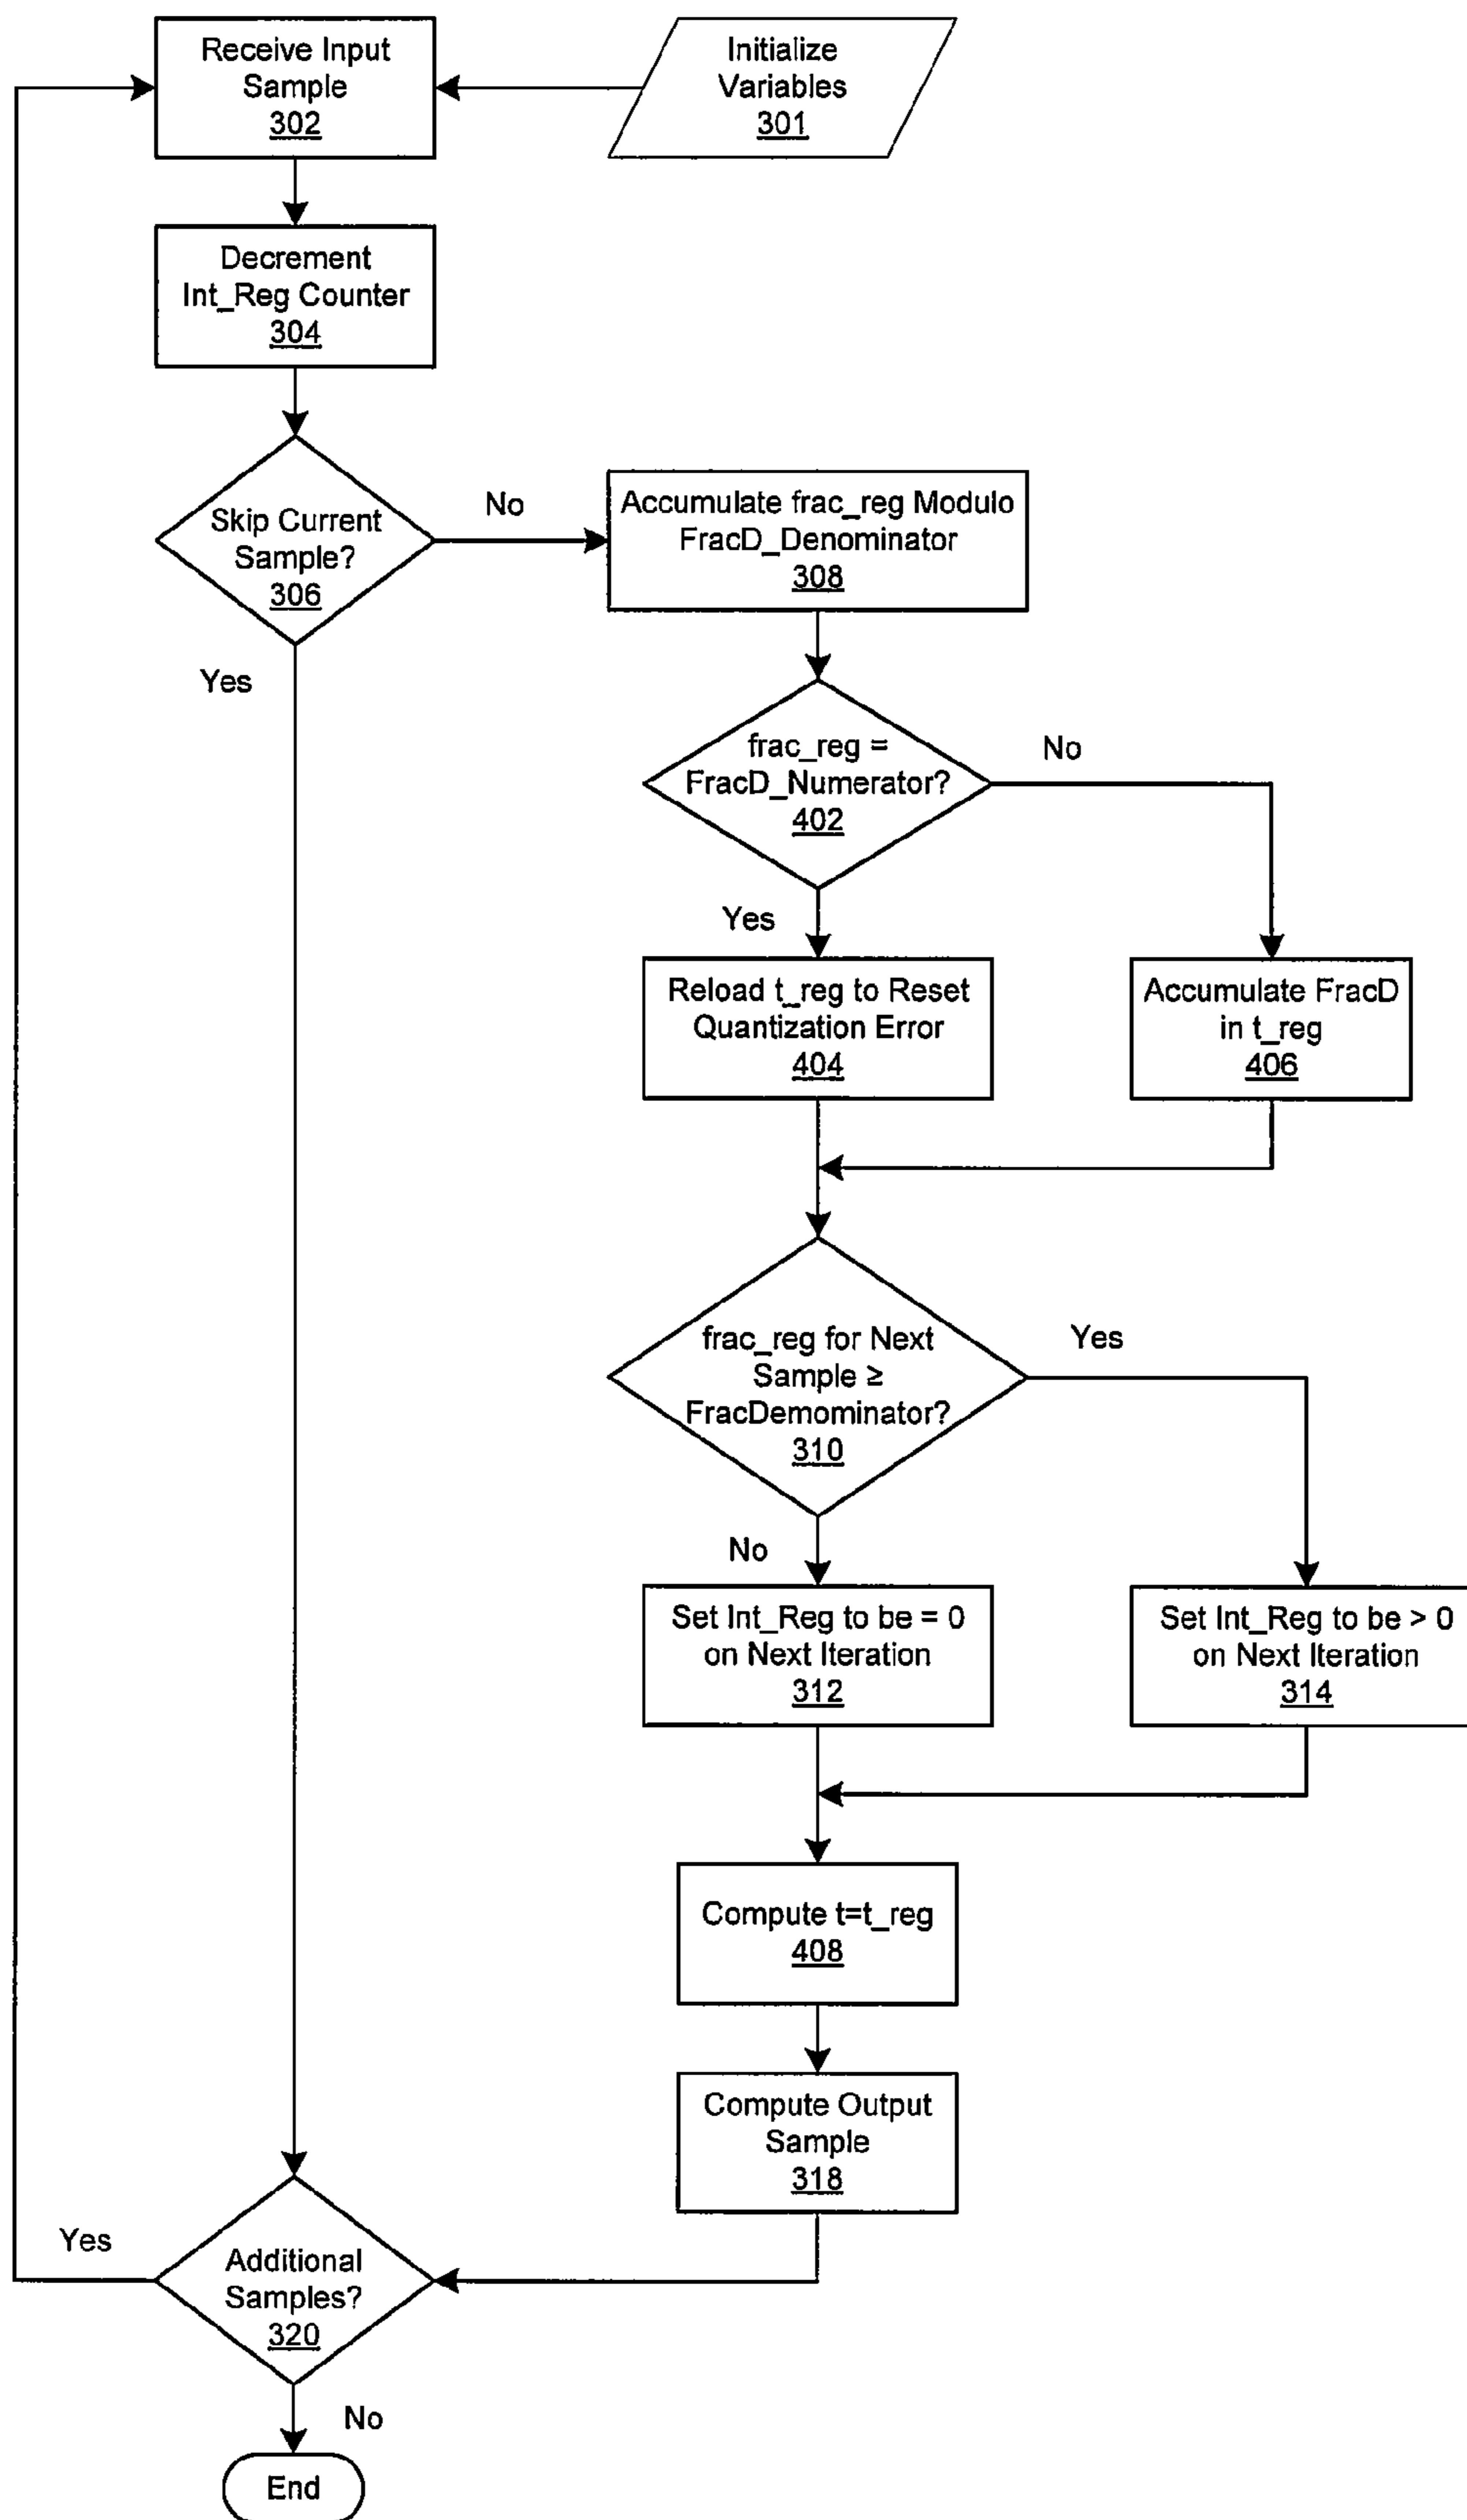 Receive Input
Sample
302
Initialize
Variables
301
Decrement
Int_Reg Counter
304
Skip Current
Sample?
306
No
Yes
Accumulate frac_reg Modulo
FracD_Denominator
308
frac_reg =
FracD_Numerator?
402
No
Yes
Reload t_reg to Reset
Quantization Error
404
Accumulate FracD
in t_reg
406
frac_reg for Next
Sample ≥
FracDemominator?
310
Yes
No
Set Int_Reg to be = 0
on Next Iteration
312
Set Int_Reg to be > 0
on Next Iteration
314
Compute t=t_reg
408
Compute Output
Sample
318
Yes
Additional
Samples?
320
No
End